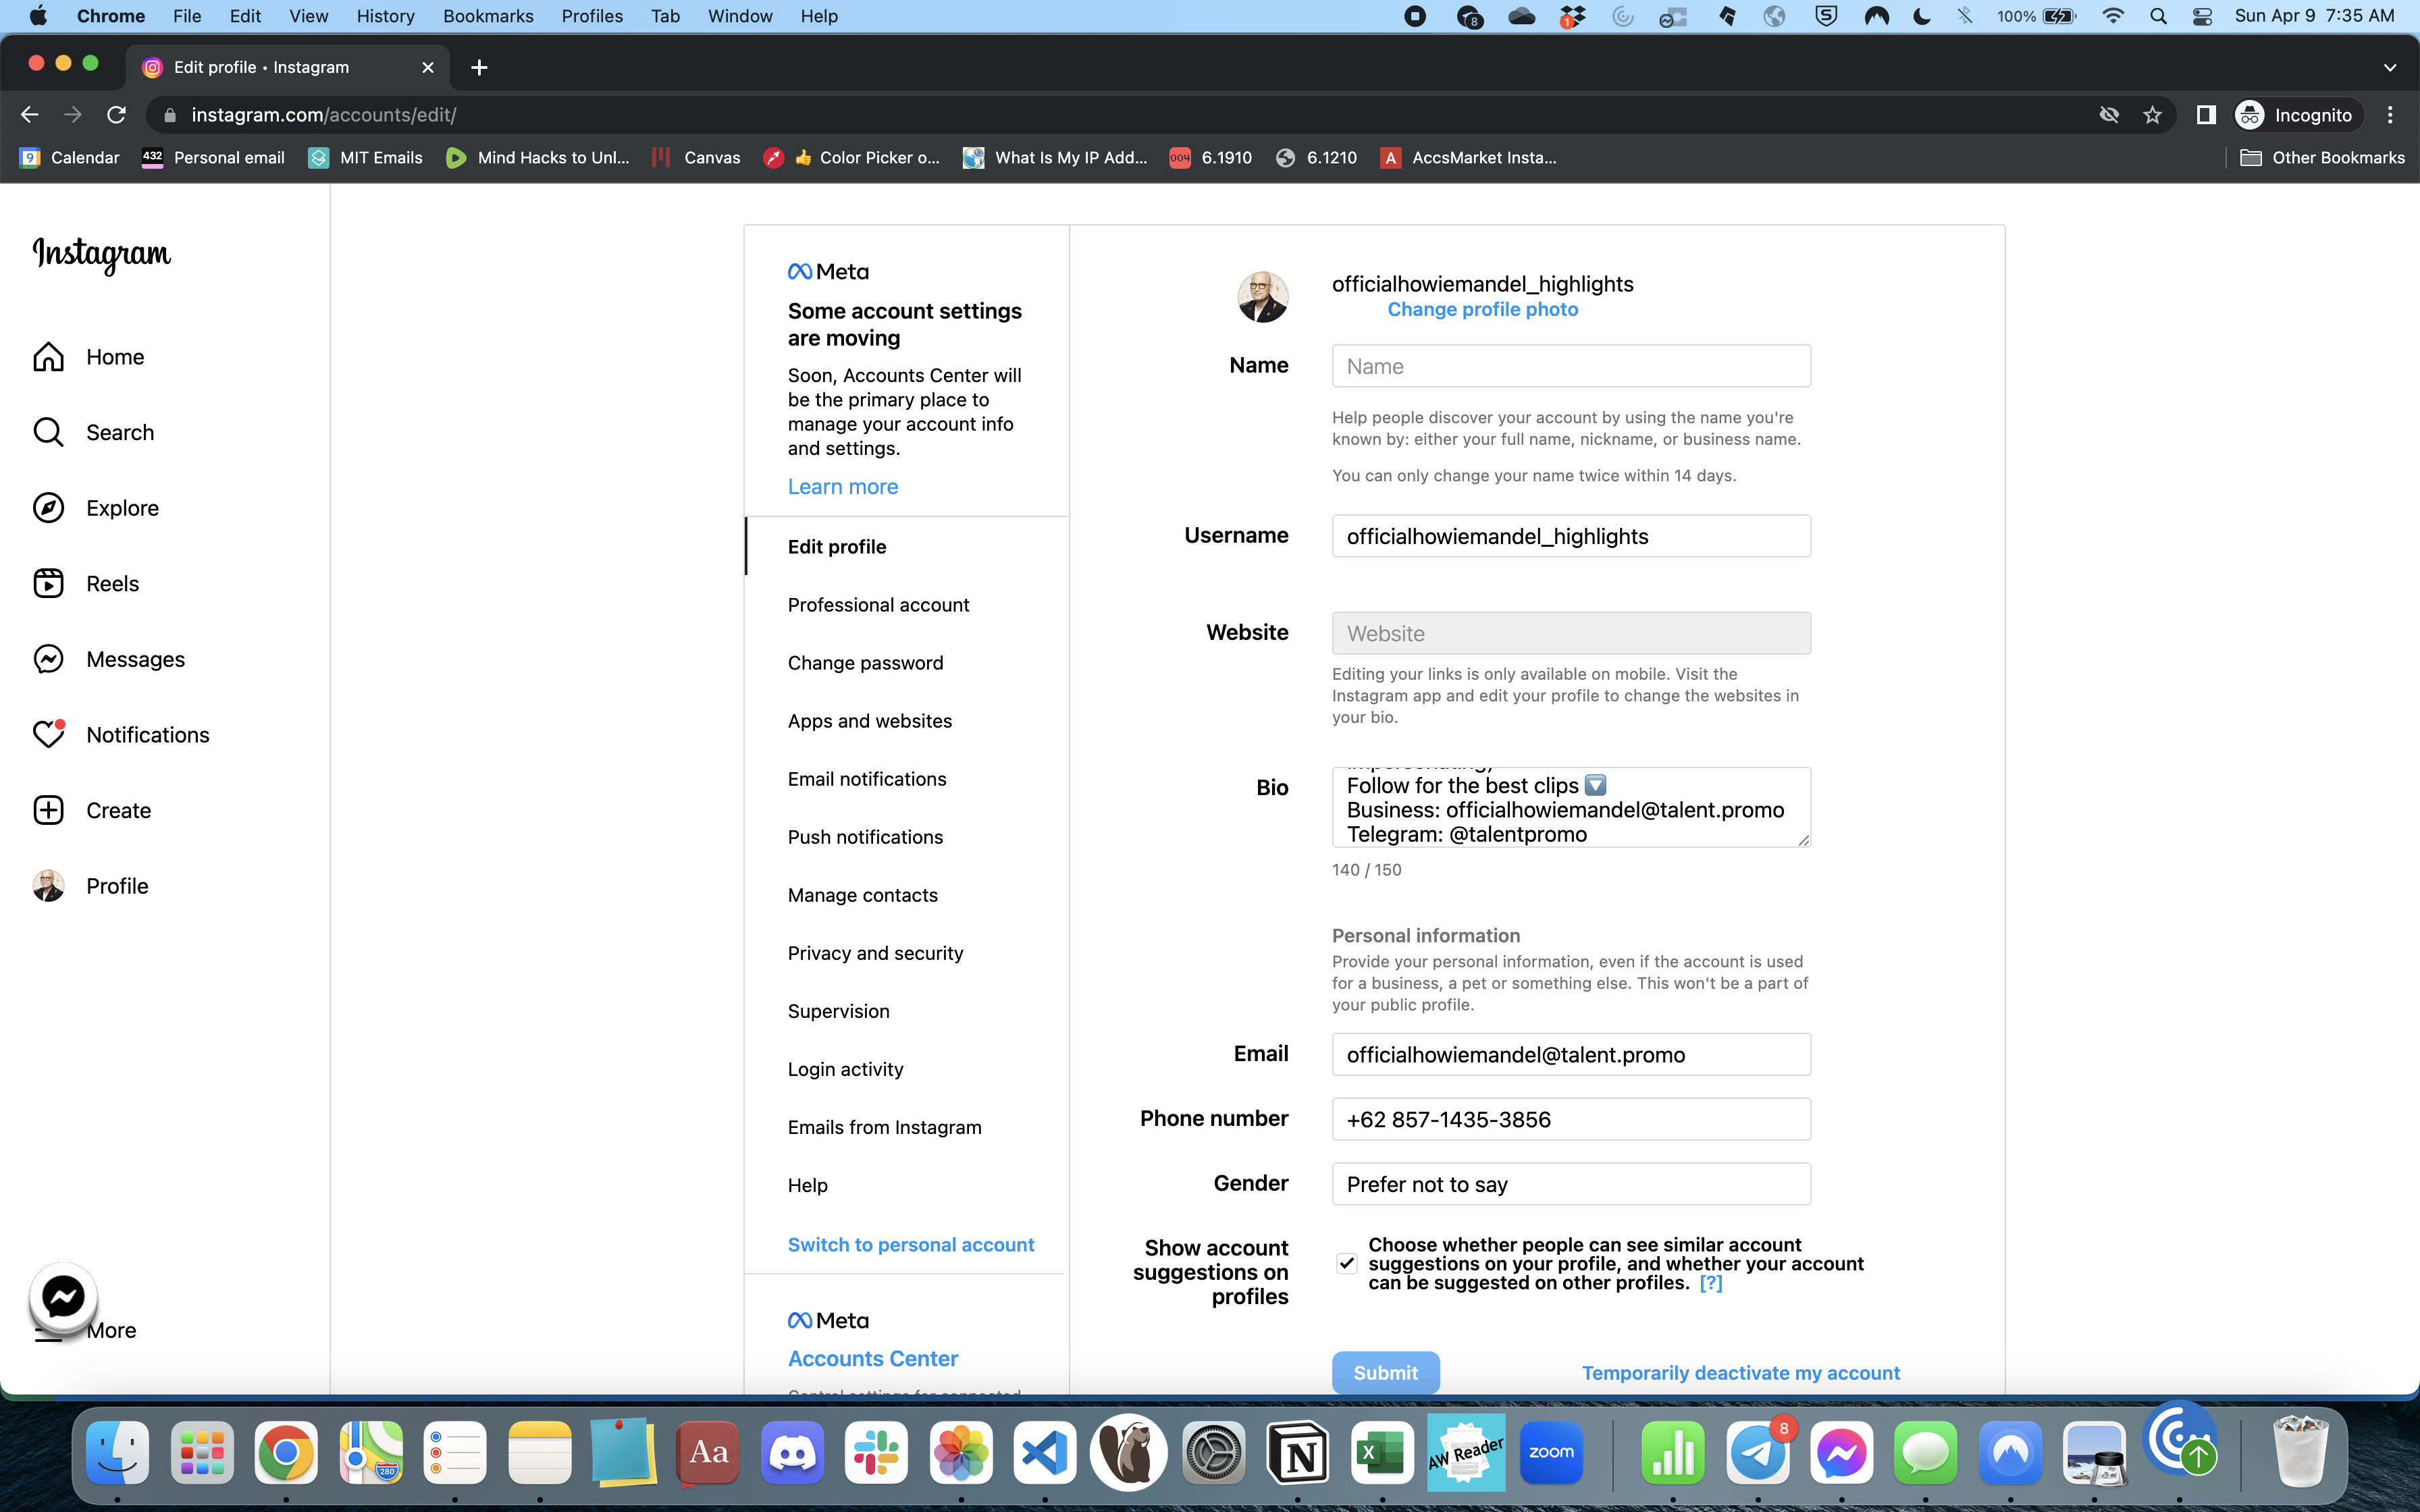 Chrome File Edit View History Bookmarks Profiles Tab Window Help
8 1 100% Sun Apr 9 7:35 AM
Edit profile • Instagram
instagram.com/accounts/edit/
Incognito
9 Calendar 432 Personal email MIT Emails Mind Hacks to Unl... Canvas 👍 Color Picker o... What Is My IP Add... 004 6.1910 6.1210 A AccsMarket Insta... Other Bookmarks
Instagram
Home
Search
Explore
Reels
Messages
Notifications
Create
Profile
More
Meta
Some account settings
are moving
Soon, Accounts Center will
be the primary place to
manage your account info
and settings.
Learn more
Edit profile
Professional account
Change password
Apps and websites
Email notifications
Push notifications
Manage contacts
Privacy and security
Supervision
Login activity
Emails from Instagram
Help
Switch to personal account
Meta
Accounts Center
officialhowiemandel_highlights
Change profile photo
Name
Name
Help people discover your account by using the name you're
known by: either your full name, nickname, or business name.
You can only change your name twice within 14 days.
Username
officialhowiemandel_highlights
Website
Website
Editing your links is only available on mobile. Visit the
Instagram app and edit your profile to change the websites in
your bio.
Bio
Follow for the best clips 🔽
Business: officialhowiemandel@talent.promo
Telegram: @talentpromo
140 / 150
Personal information
Provide your personal information, even if the account is used
for a business, a pet or something else. This won't be a part of
your public profile.
Email
officialhowiemandel@talent.promo
Phone number
+62 857-1435-3856
Gender
Prefer not to say
Show account
suggestions on
profiles
Choose whether people can see similar account
suggestions on your profile, and whether your account
can be suggested on other profiles. [?]
Submit
Temporarily deactivate my account
280 Aa N X AW Reader zoom 8